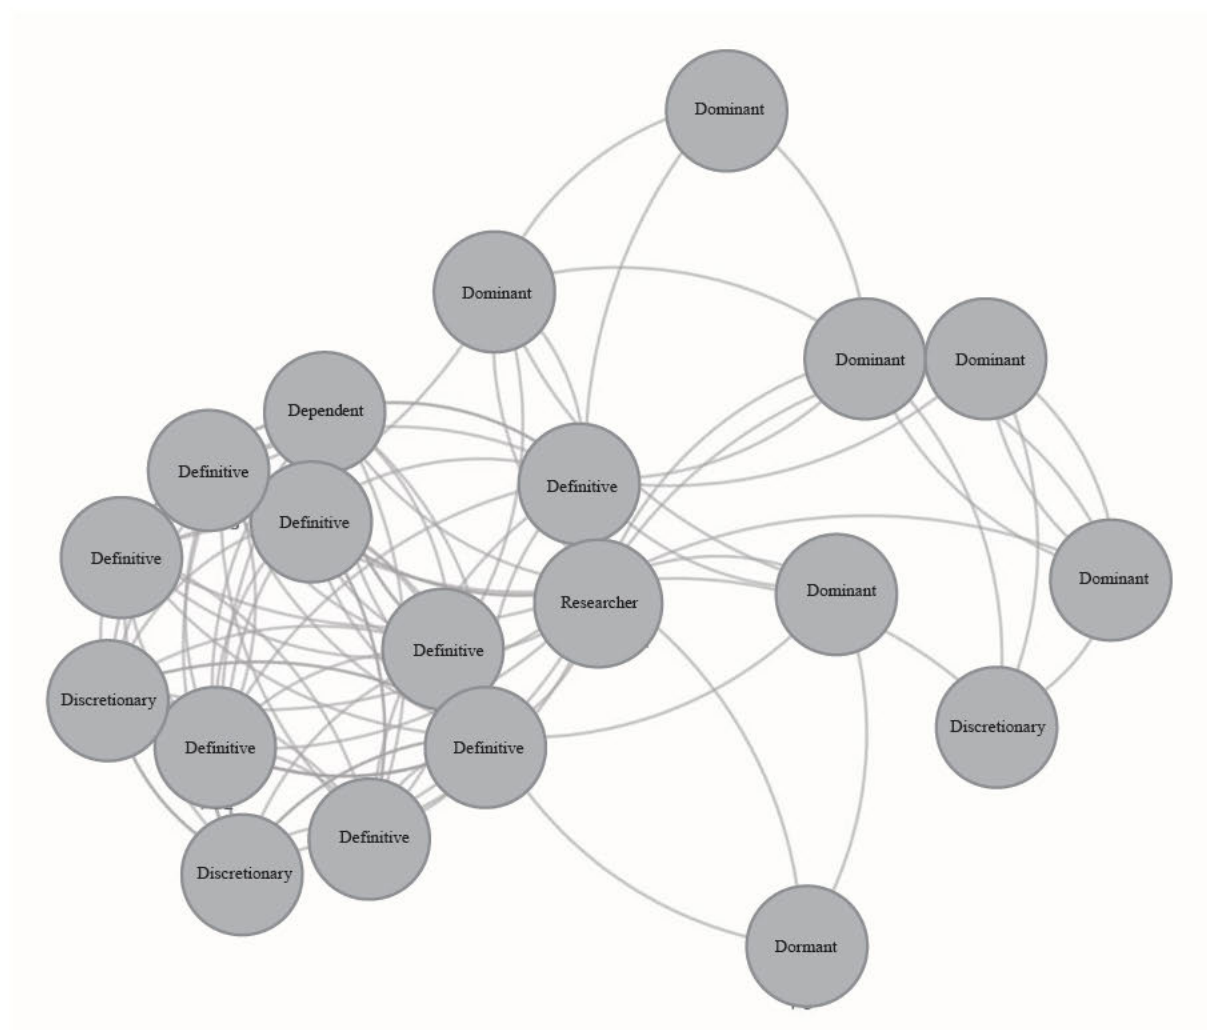 Dominant
Dominant
Dominant
Dominant
Dependent
Definitive
Definitive
Definitive
Definitive
Dominant
Dominant
Researcher
Definitive
Discretionary
Discretionary
Definitive
Definitive
Definitive
Discretionary
Dormant